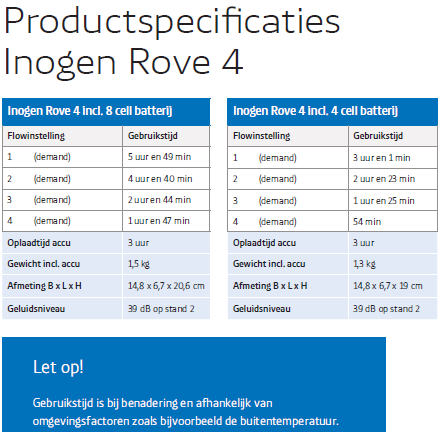 Productspecificaties
Inogen Rove 4
Inogen Rove 4 incl. 8 cell batterij
Flowinstelling Gebruikstijd
1 (demand) 5 uur en 49 min
2 (demand) 4 uur en 40 min
3 (demand) 2 uur en 44 min
4 (demand) 1 uur en 47 min
Oplaadtijd accu 3 uur
Gewicht incl. accu 1,5 kg
Afmeting B x L x H 14,8 x 6,7 x 20,6 cm
Geluidsniveau 39 dB op stand 2
Inogen Rove 4 incl. 4 cell batterij
Flowinstelling Gebruikstijd
1 (demand) 3 uur en 1 min
2 (demand) 2 uur en 23 min
3 (demand) 1 uur en 25 min
4 (demand) 54 min
Oplaadtijd accu 3 uur
Gewicht incl. accu 1,3 kg
Afmeting B x L x H 14,8 x 6,7 x 19 cm
Geluidsniveau 39 dB op stand 2
Let op!
Gebruikstijd is bij benadering en afhankelijk van
omgevingsfactoren zoals bijvoorbeeld de buitentemperatuur.